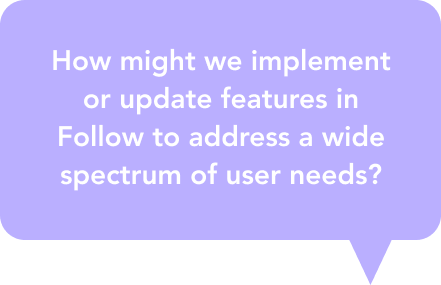 How might we implement
or update features in
Follow to address a wide
spectrum of user needs?